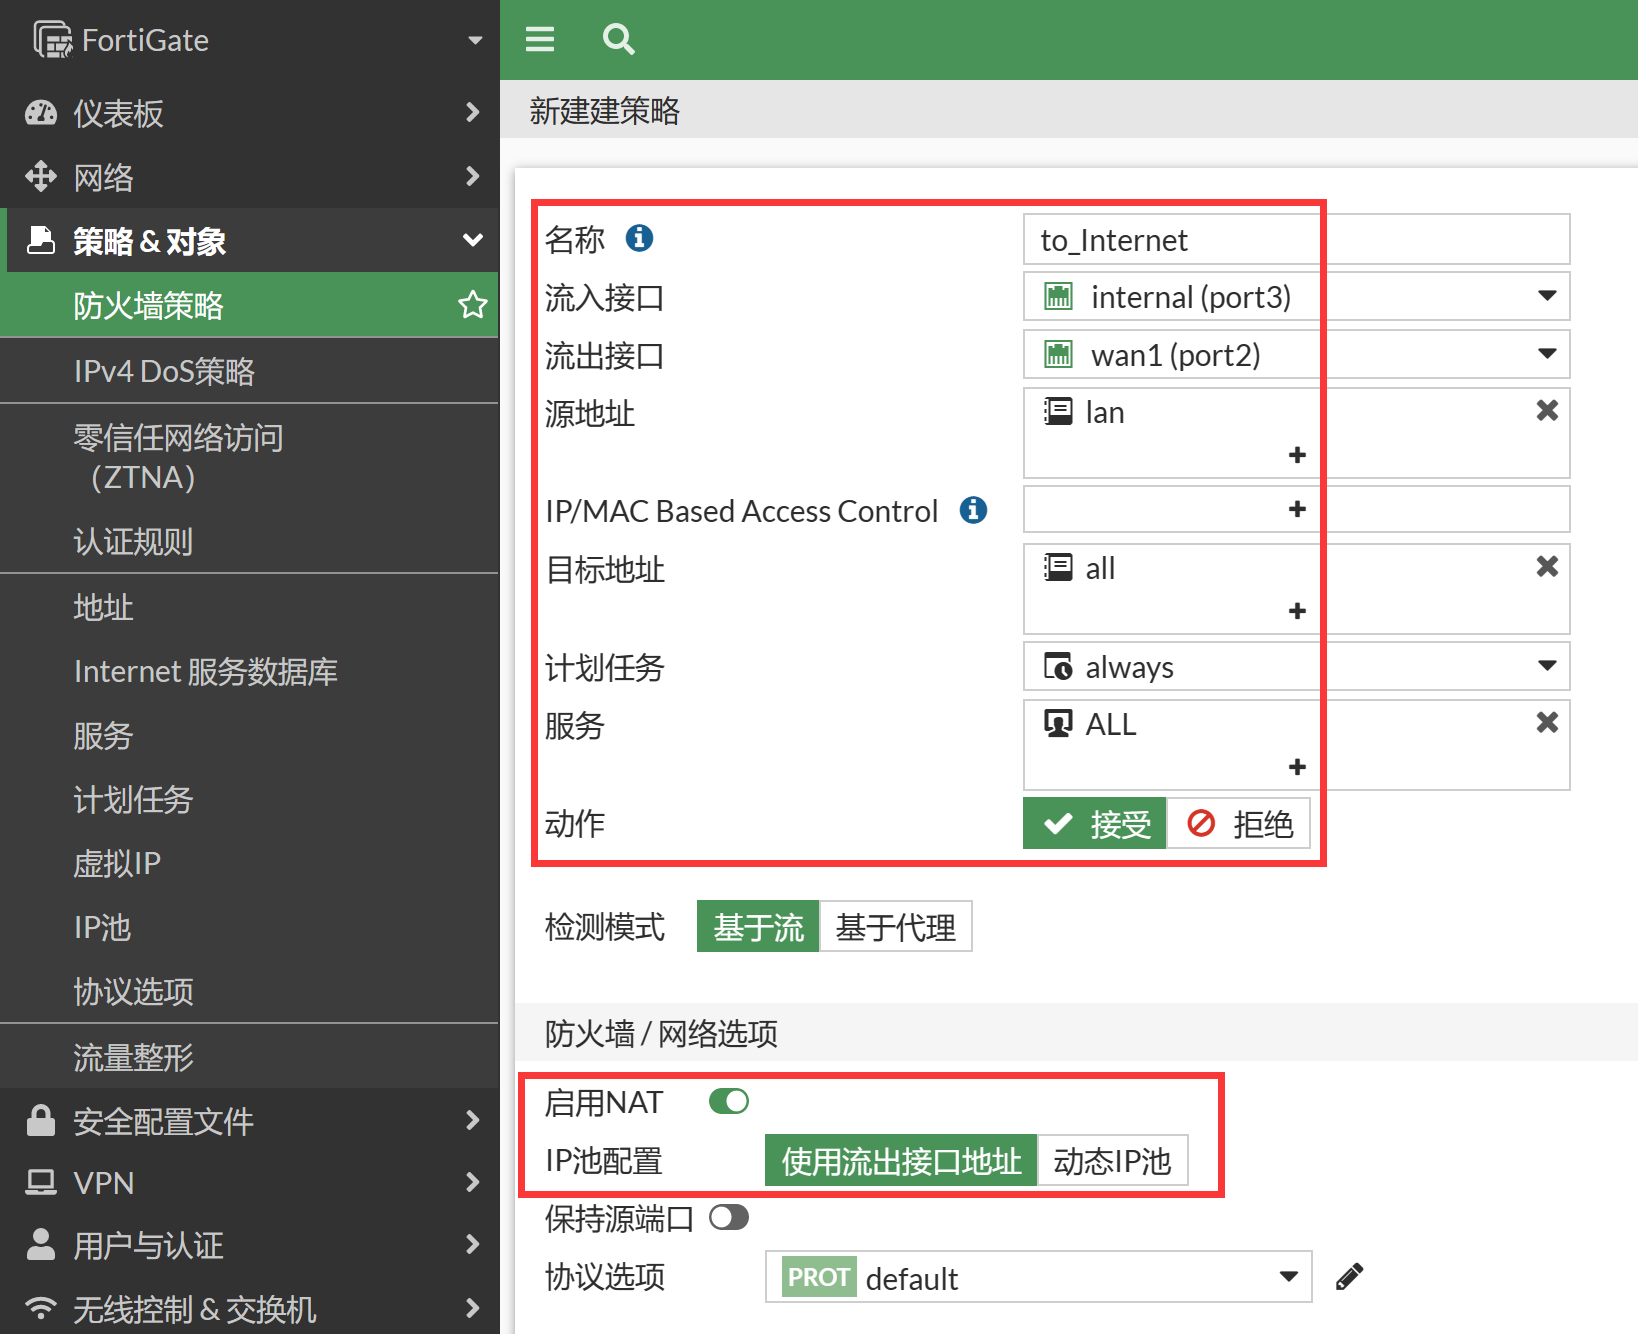 FortiGate
仪表板
网络
策略 & 对象
防火墙策略
IPv4 DoS策略
零信任网络访问
（ZTNA）
认证规则
地址
Internet 服务数据库
服务
计划任务
虚拟IP
IP池
协议选项
流量整形
安全配置文件
VPN
用户与认证
无线控制 & 交换机
新建建策略
名称 to_Internet
流入接口 internal (port3)
流出接口 wan1 (port2)
源地址 lan
IP/MAC Based Access Control
目标地址 all
计划任务 always
服务 ALL
动作 接受 拒绝
检测模式 基于流 基于代理
防火墙 / 网络选项
启用NAT
IP池配置 使用流出接口地址 动态IP池
保持源端口
协议选项 PROT default